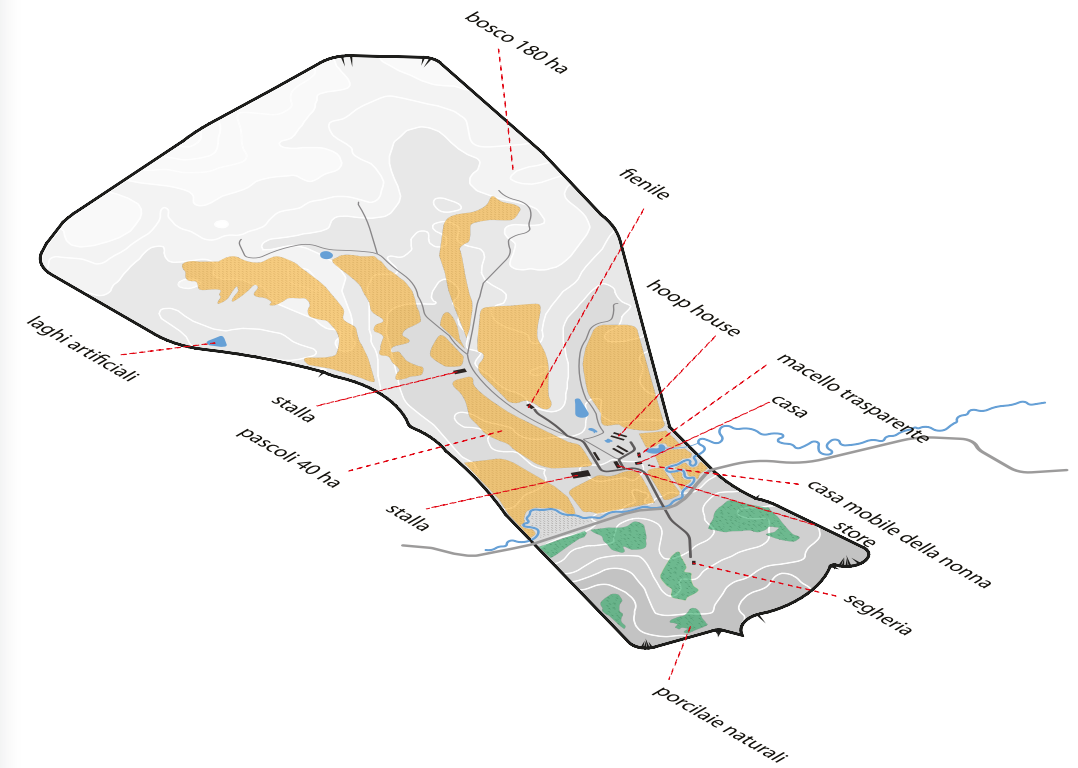 bosco 180 ha
fienile
hoop house
laghi artificiali
macello trasparente
casa
stalla
pascoli 40 ha
stalla
casa mobile della nonna
store
segheria
porcilaie naturali